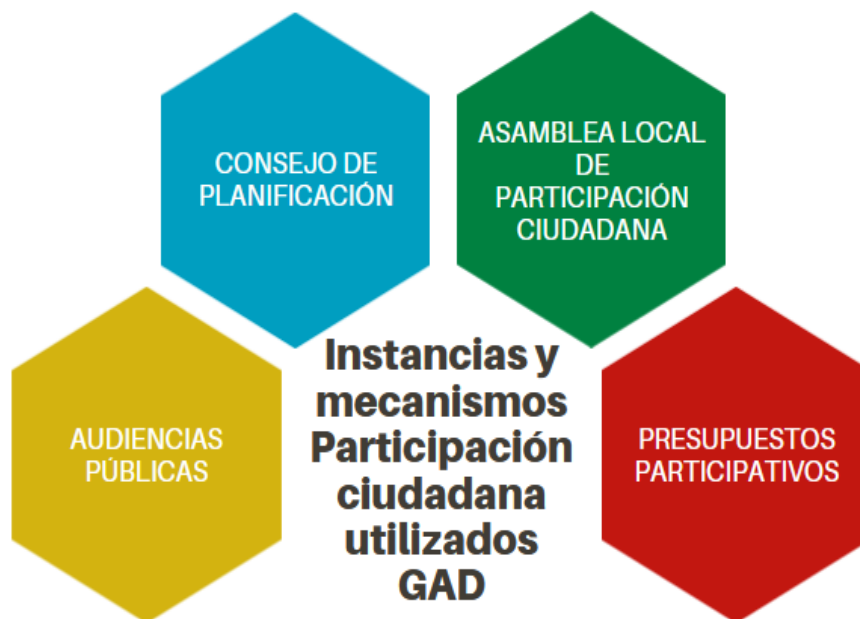 CONSEJO DE
PLANIFICACIÓN
ASAMBLEA LOCAL
DE
PARTICIPACIÓN
CIUDADANA
AUDIENCIAS
PÚBLICAS
Instancias y
mecanismos
Participación
ciudadana
utilizados
GAD
PRESUPUESTOS
PARTICIPATIVOS